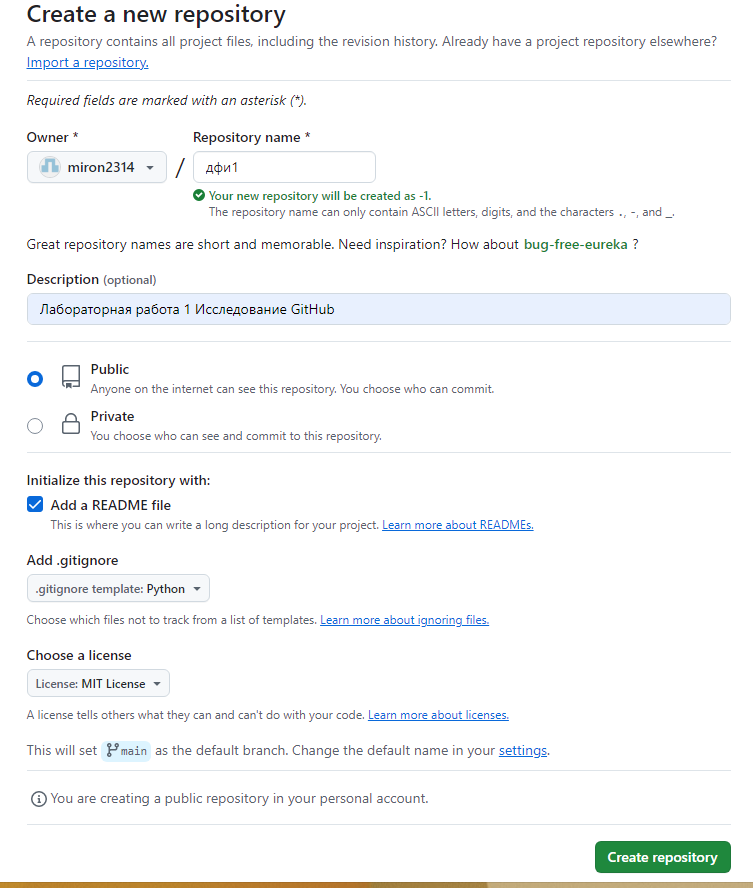 Create a new repository
A repository contains all project files, including the revision history. Already have a project repository elsewhere?
Import a repository.
Required fields are marked with an asterisk (*).
Owner *
Repository name *
miron2314
/
дфи1
Your new repository will be created as -1.
The repository name can only contain ASCII letters, digits, and the characters ., -, and _.
Great repository names are short and memorable. Need inspiration? How about bug-free-eureka ?
Description (optional)
Лабораторная работа 1 Исследование GitHub
Public
Anyone on the internet can see this repository. You choose who can commit.
Private
You choose who can see and commit to this repository.
Initialize this repository with:
Add a README file
This is where you can write a long description for your project. Learn more about READMEs.
Add .gitignore
.gitignore template: Python
Choose which files not to track from a list of templates. Learn more about ignoring files.
Choose a license
License: MIT License
A license tells others what they can and can't do with your code. Learn more about licenses.
This will set main as the default branch. Change the default name in your settings.
You are creating a public repository in your personal account.
Create repository